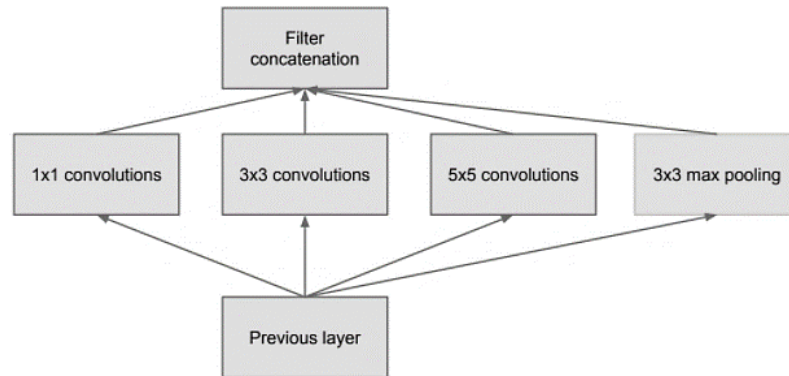 Filter
concatenation
1x1 convolutions
3x3 convolutions
5x5 convolutions
3x3 max pooling
Previous layer